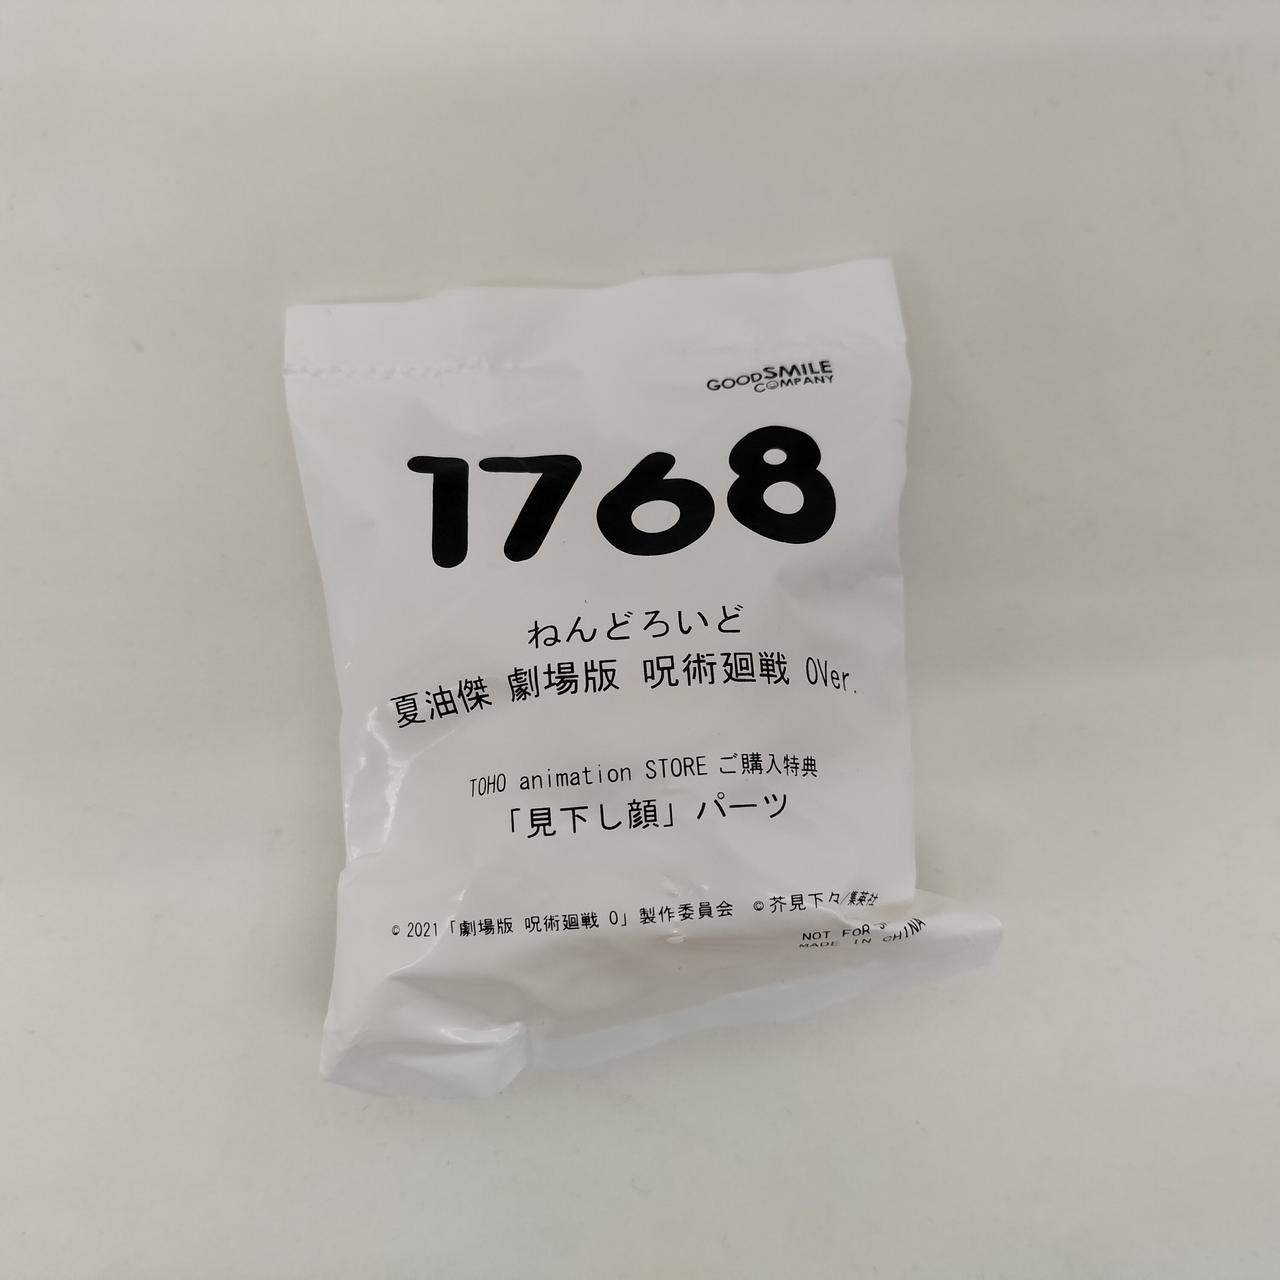 GOODSMILE
COMPANY
1768
ねんどろいど
夏油傑 劇場版 呪術廻戦 0Ver.
TOHO animation STORE ご購入特典
「見下し顔」パーツ
© 2021「劇場版 呪術廻戦 0」製作委員会 ©芥見下々/集英社
NOT FOR
MADE IN CHINA